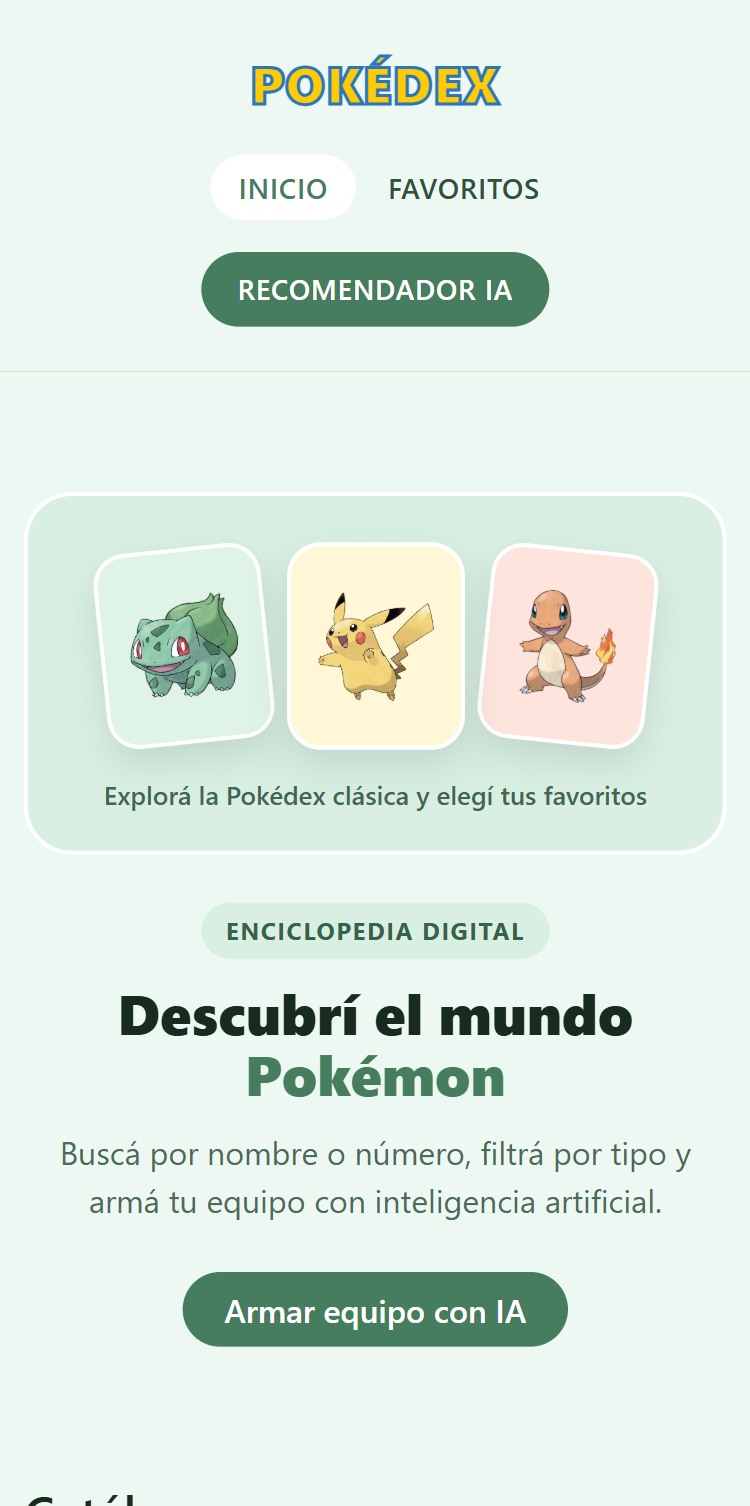 POKÉDEX
INICIO FAVORITOS
RECOMENDADOR IA
Explorá la Pokédex clásica y elegí tus favoritos
ENCICLOPEDIA DIGITAL
Descubrí el mundo
Pokémon
Buscá por nombre o número, filtrá por tipo y
armá tu equipo con inteligencia artificial.
Armar equipo con IA